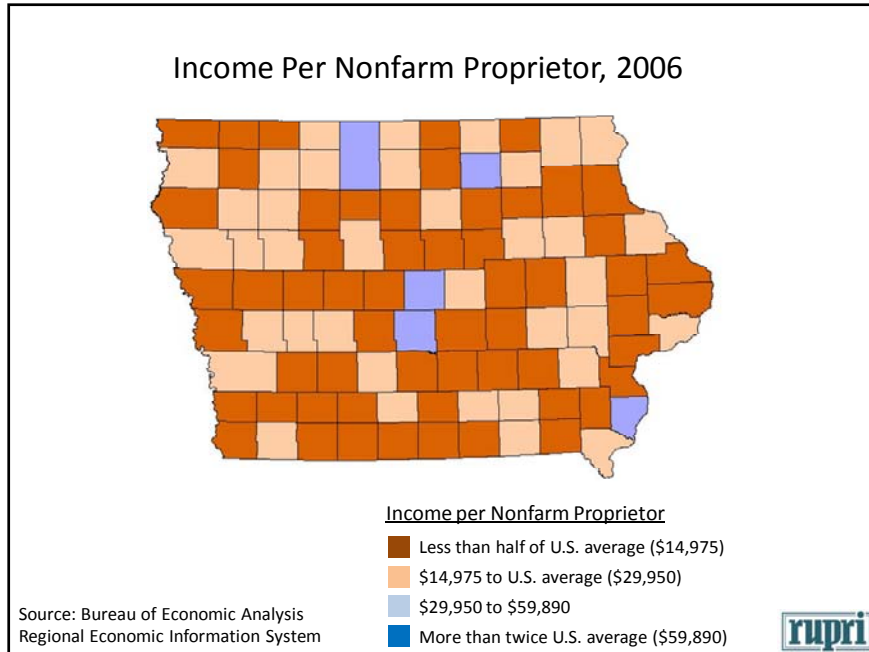 Income Per Nonfarm Proprietor, 2006
Income per Nonfarm Proprietor
Less than half of U.S. average ($14,975)
$14,975 to U.S. average ($29,950)
$29,950 to $59,890
More than twice U.S. average ($59,890)
Source: Bureau of Economic Analysis
Regional Economic Information System
rupri